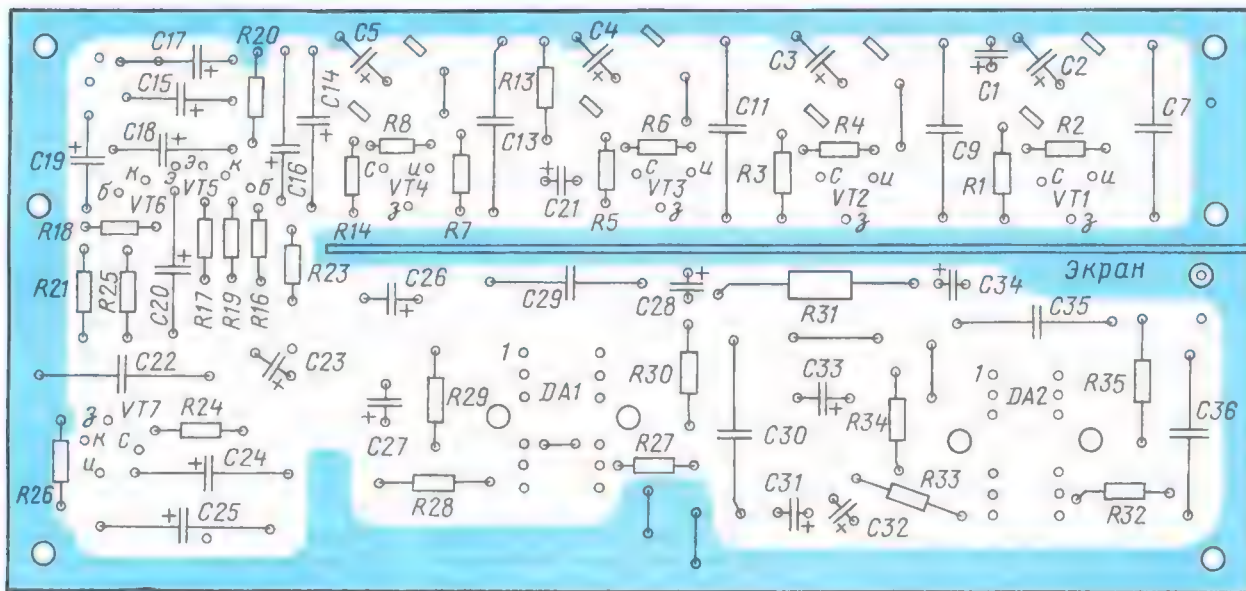 C17 R20 C5 C4 C3 C2
C15 C14 R13 C11 C1 C7
C18 R8 R6 R4 R2
C19 э э к C16 C13 R3 C9 R1
к б VT5 с и с и с и с и
б VT6 VT4 C21 VT3 VT2 VT1
з з з з
R18 R14 R7 R5
R21 R25 C20 R17 R19 R16 R23 C26 C29 C28 R31 Экран C34
C35
C22 C23 1 DA1 R30 C33 1 DA2 R35
R29 C36
з VT7 R24 C27 R27 C30 R34
к с
и C24 R33
R26 R28 C31 R32
C25 C32